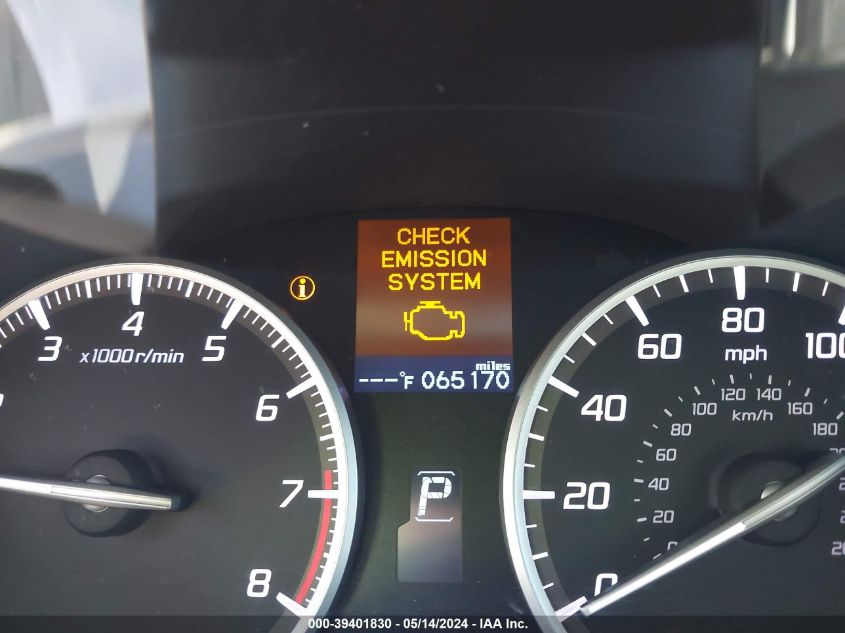 CHECK
EMISSION
SYSTEM
miles
---°F 065170
3 4 5 6 7 8
x1000r/min
P
0 20 40 60 80 100
mph
0 20 40 60 80 100 120 140 160 180
km/h
000-39401830 - 05/14/2024 - IAA Inc.